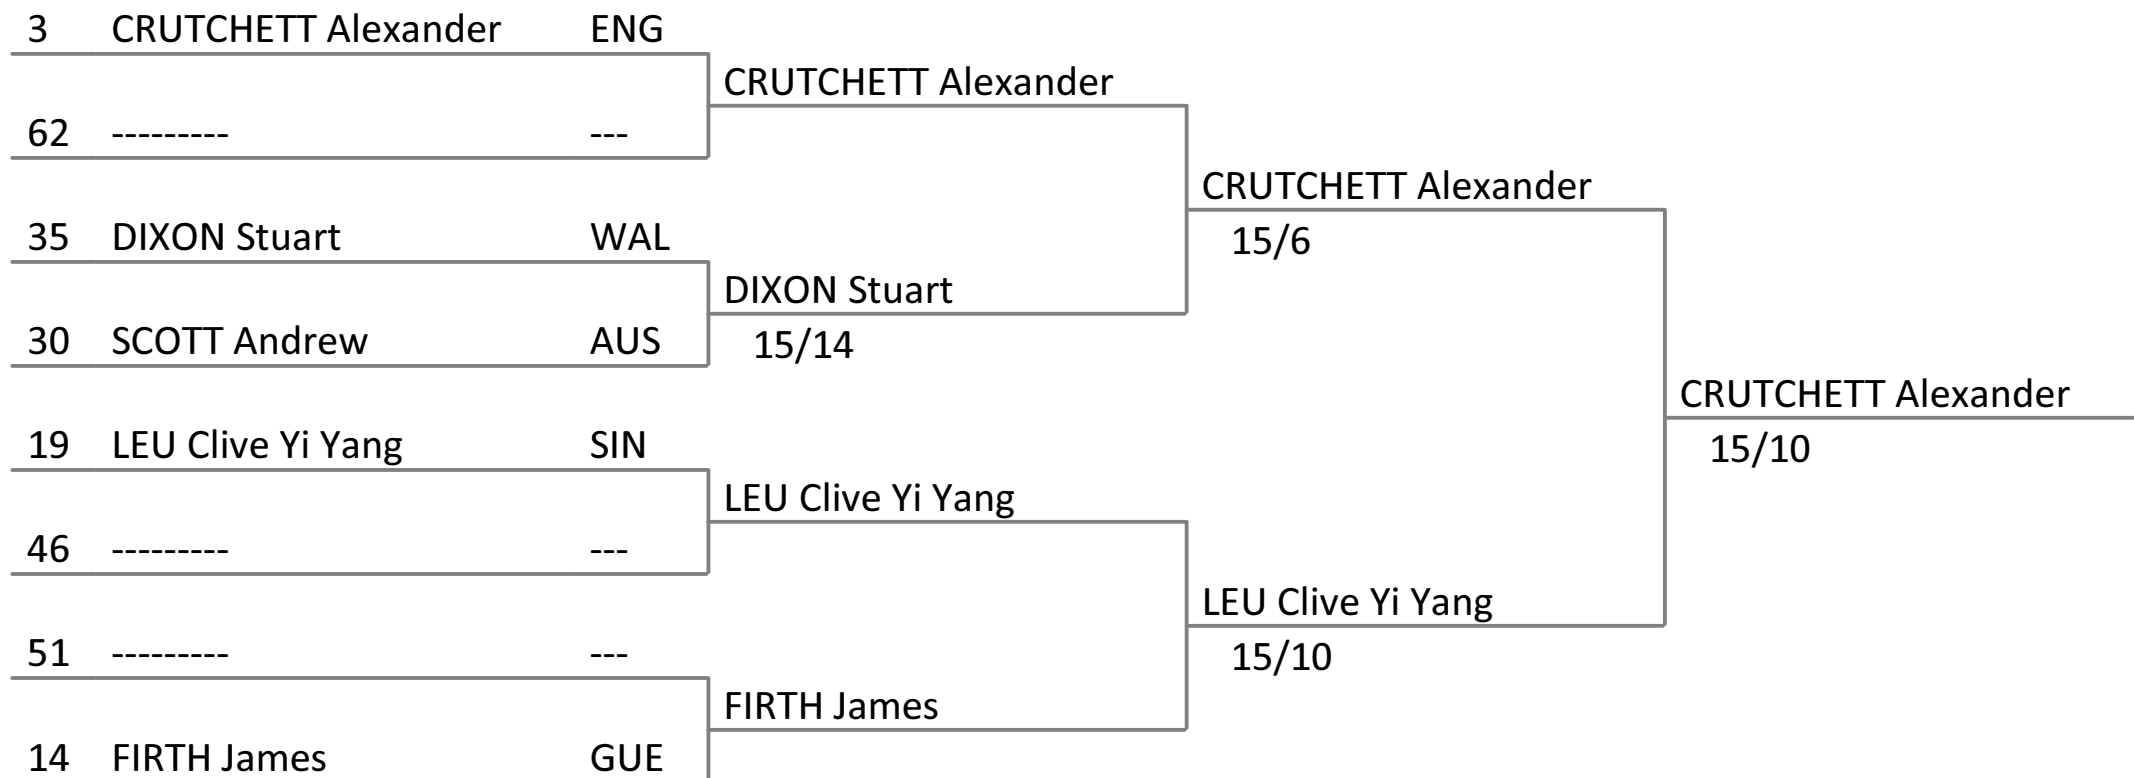 3 CRUTCHETT Alexander ENG
CRUTCHETT Alexander
62 --------- ---
CRUTCHETT Alexander
35 DIXON Stuart WAL
15/6
DIXON Stuart
30 SCOTT Andrew AUS
15/14
CRUTCHETT Alexander
19 LEU Clive Yi Yang SIN
15/10
LEU Clive Yi Yang
46 --------- ---
LEU Clive Yi Yang
51 --------- ---
15/10
FIRTH James
14 FIRTH James GUE